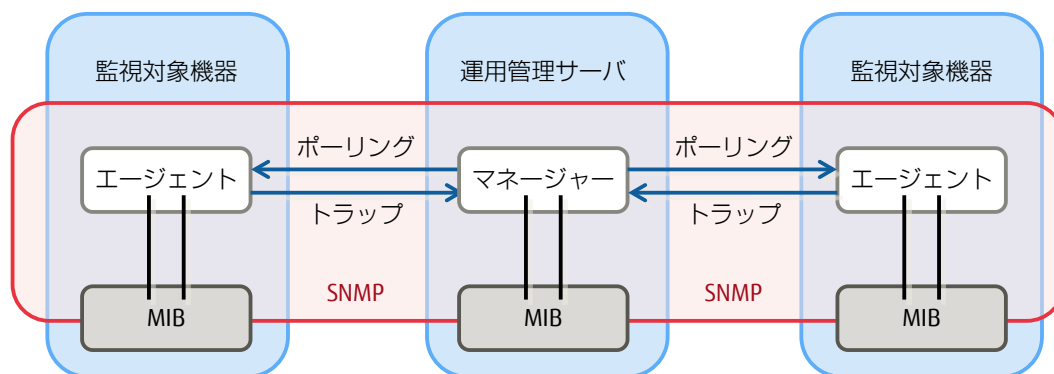 監視対象機器
運用管理サーバ
監視対象機器
ポーリング
ポーリング
エージェント
マネージャー
エージェント
トラップ
トラップ
SNMP
SNMP
MIB
MIB
MIB